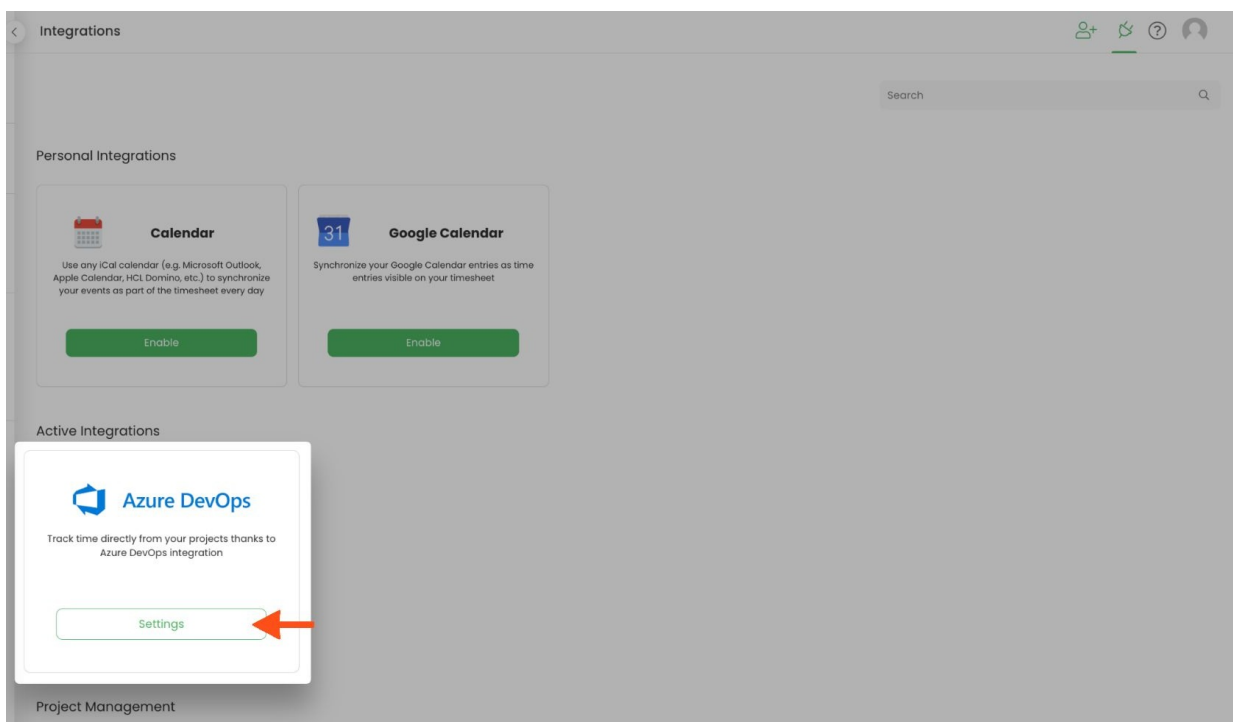 Integrations
Search
Personal Integrations
Calendar
Use any iCal calendar (e.g. Microsoft Outlook,
Apple Calendar, HCL Domino, etc.) to synchronize
your events as part of the timesheet every day
Enable
31
Google Calendar
Synchronize your Google Calendar entries as time
entries visible on your timesheet
Enable
Active Integrations
Azure DevOps
Track time directly from your projects thanks to
Azure DevOps integration
Settings
Project Management